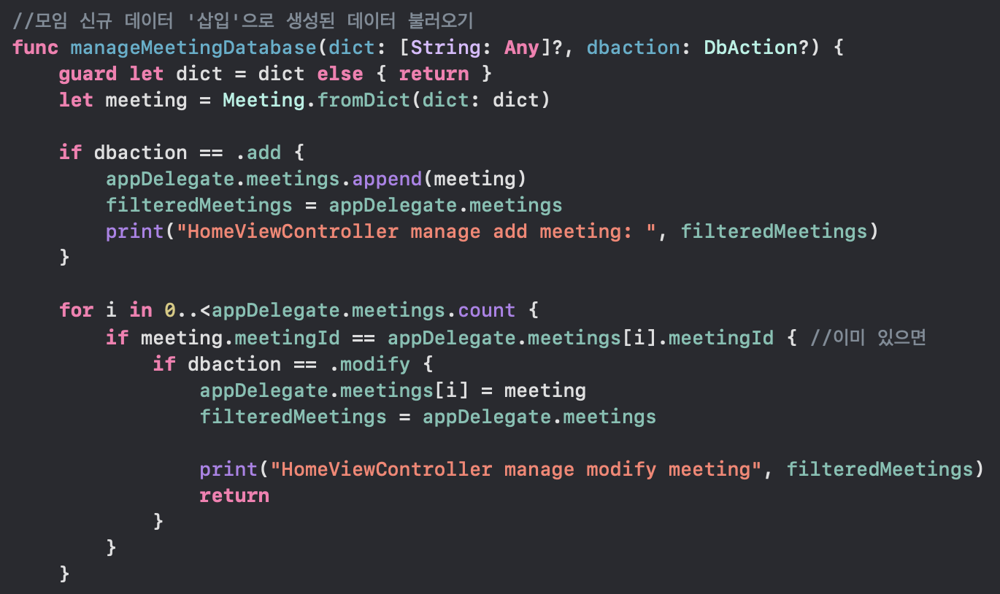 //모임 신규 데이터 '삽입'으로 생성된 데이터 불러오기
func manageMeetingDatabase(dict: [String: Any]?, dbaction: DbAction?) {
    guard let dict = dict else { return }
    let meeting = Meeting.fromDict(dict: dict)

    if dbaction == .add {
        appDelegate.meetings.append(meeting)
        filteredMeetings = appDelegate.meetings
        print("HomeViewController manage add meeting: ", filteredMeetings)
    }

    for i in 0..<appDelegate.meetings.count {
        if meeting.meetingId == appDelegate.meetings[i].meetingId { //이미 있으면
            if dbaction == .modify {
                appDelegate.meetings[i] = meeting
                filteredMeetings = appDelegate.meetings

                print("HomeViewController manage modify meeting", filteredMeetings)
                return
            }
        }
    }